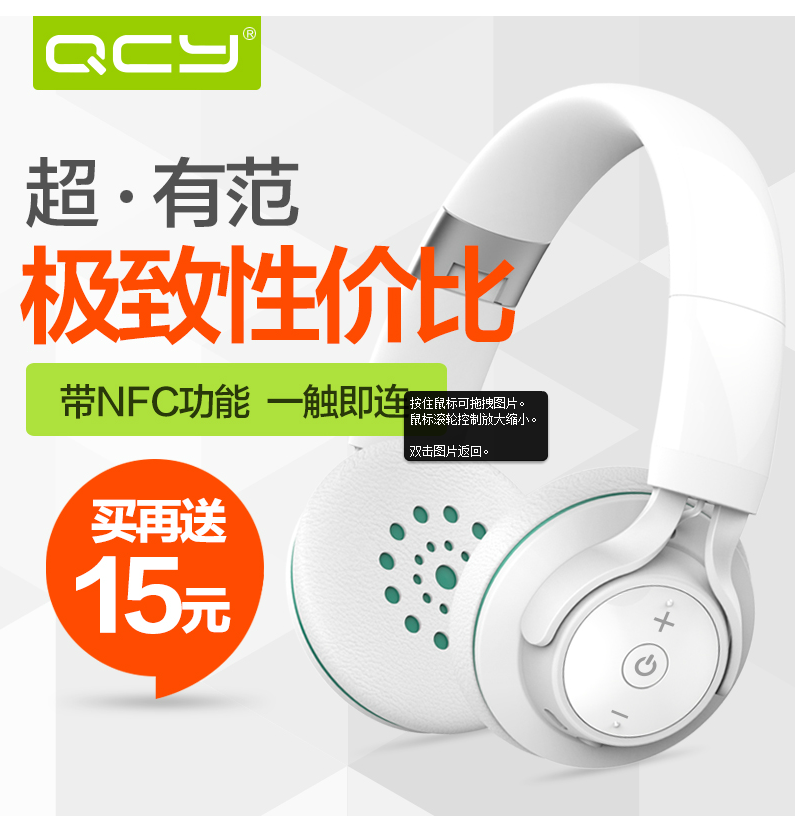 QCY®
超·有范
极致性价比
带NFC功能 一触即连
按住鼠标可拖拽图片。
鼠标滚轮控制放大缩小。
双击图片返回。
买再送
15元